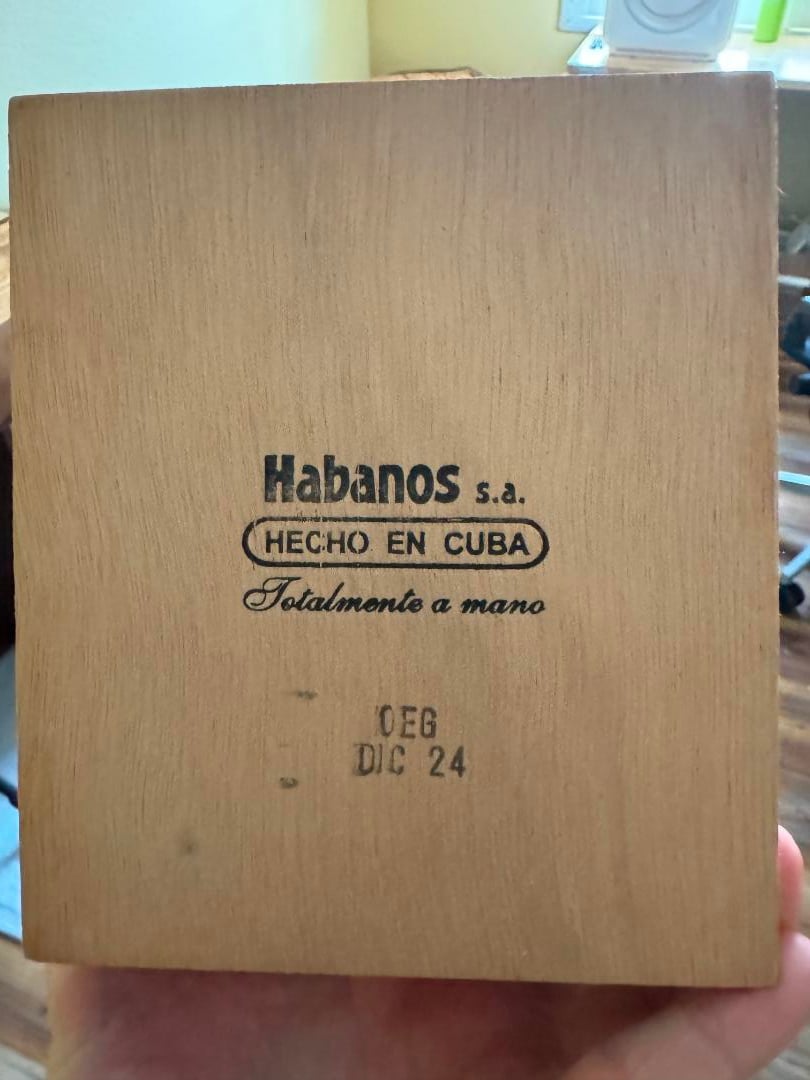 Habanos s.a.
HECHO EN CUBA
Totalmente a mano
OEG
DIC 24